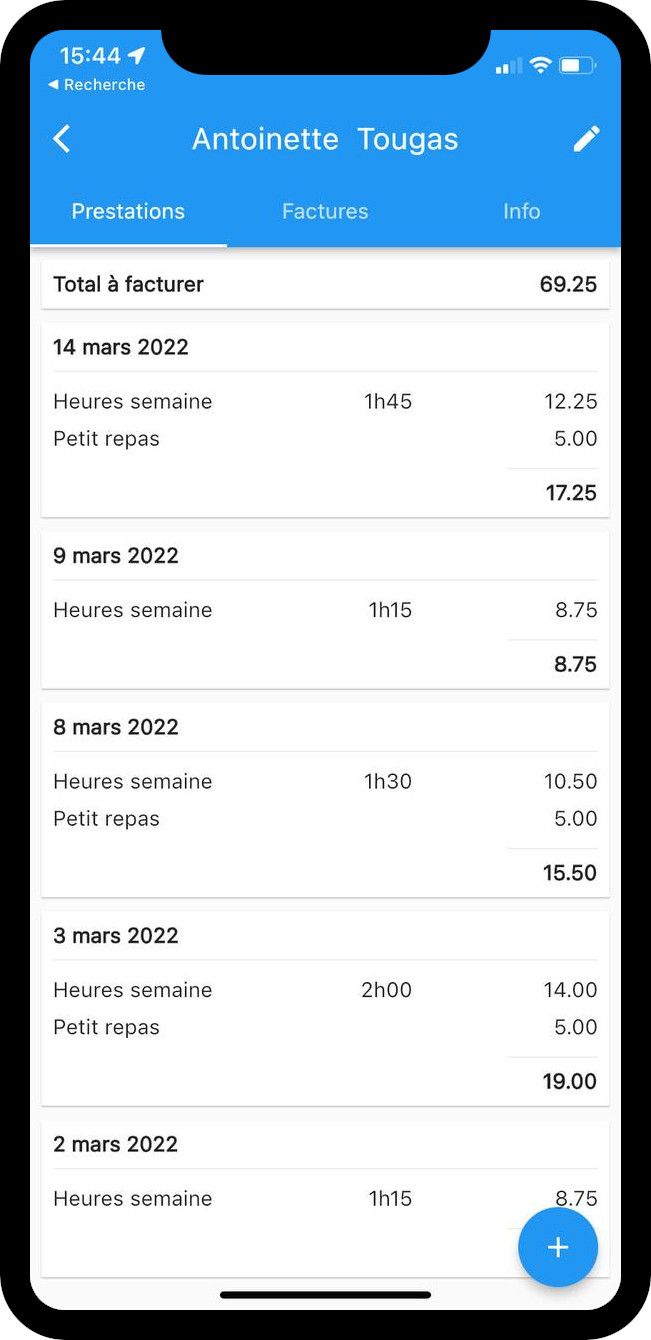 15:44
Recherche
Antoinette Tougas
Prestations Factures Info
Total à facturer 69.25
14 mars 2022
Heures semaine 1h45 12.25
Petit repas 5.00
17.25
9 mars 2022
Heures semaine 1h15 8.75
8.75
8 mars 2022
Heures semaine 1h30 10.50
Petit repas 5.00
15.50
3 mars 2022
Heures semaine 2h00 14.00
Petit repas 5.00
19.00
2 mars 2022
Heures semaine 1h15 8.75
+